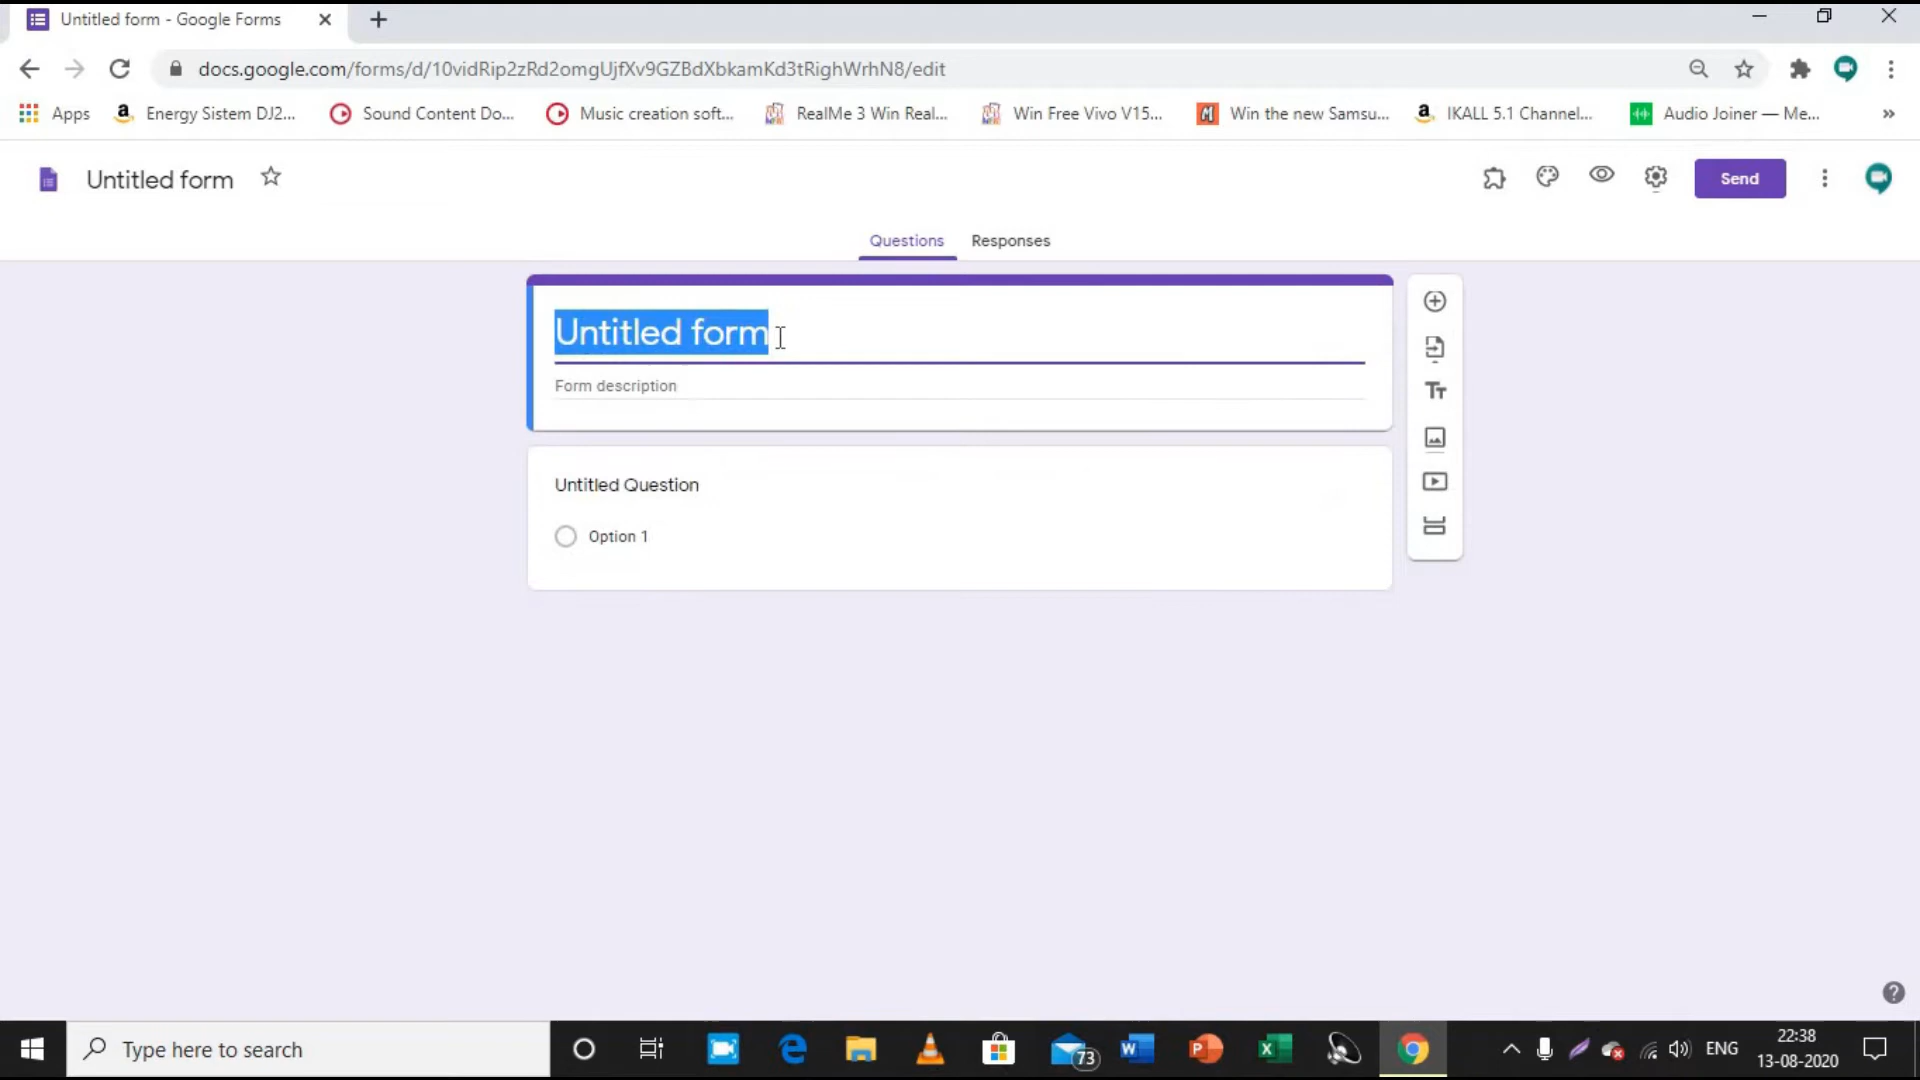 Untitled form - Google Forms
docs.google.com/forms/d/10vidRip2zRd2omgUjfXv9GZBdXbkamKd3tRighWrhN8/edit
Apps
Energy Sistem DJ2...
Sound Content Do...
Music creation soft...
RealMe 3 Win Real...
Win Free Vivo V15...
Win the new Samsu...
IKALL 5.1 Channel...
Audio Joiner — Me...
Untitled form
Send
Questions
Responses
Untitled form
Form description
Untitled Question
Option 1
Type here to search
73
ENG
22:38
13-08-2020